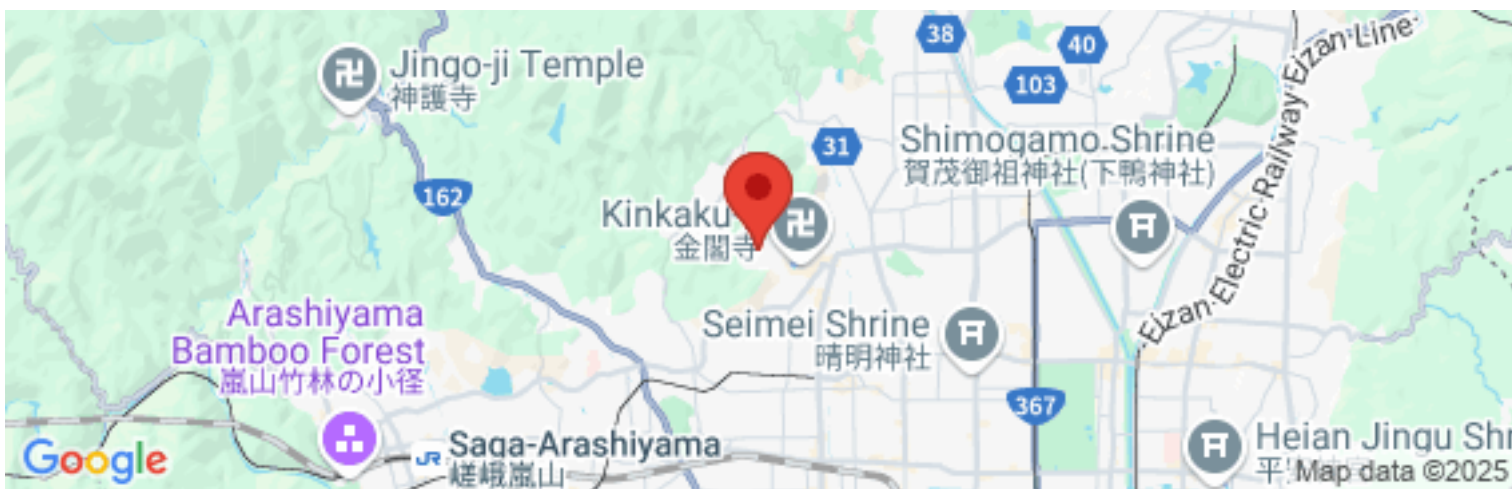 38
40
Jingo-ji Temple
神護寺
103
31
Shimogamo Shrine
賀茂御祖神社(下鴨神社)
Eizan Electric Railway Eizan Line
162
Kinkaku
金閣寺
Arashiyama
Bamboo Forest
嵐山竹林の小径
Seimei Shrine
晴明神社
367
JR Saga-Arashiyama
嵯峨嵐山
Heian Jingu Shr
平
Google
Map data ©2025